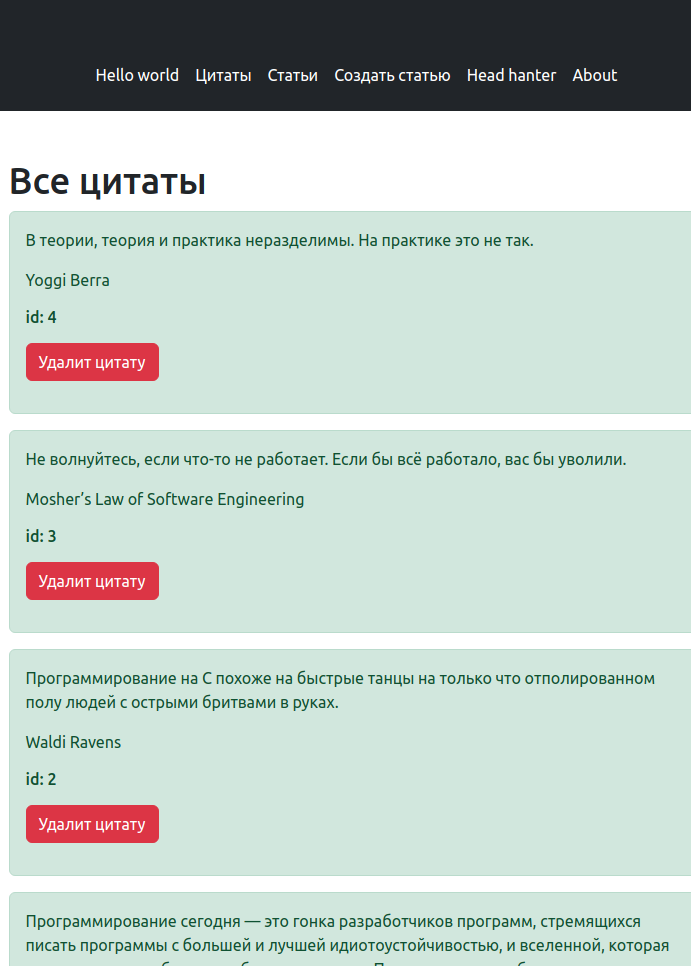 Hello world Цитаты Статьи Создать статью Head hanter About
Все цитаты
В теории, теория и практика неразделимы. На практике это не так.
Yoggi Berra
id: 4
Удалит цитату
Не волнуйтесь, если что-то не работает. Если бы всё работало, вас бы уволили.
Mosher’s Law of Software Engineering
id: 3
Удалит цитату
Программирование на С похоже на быстрые танцы на только что отполированном
полу людей с острыми бритвами в руках.
Waldi Ravens
id: 2
Удалит цитату
Программирование сегодня — это гонка разработчиков программ, стремящихся
писать программы с большей и лучшей идиотоустойчивостью, и вселенной, которая